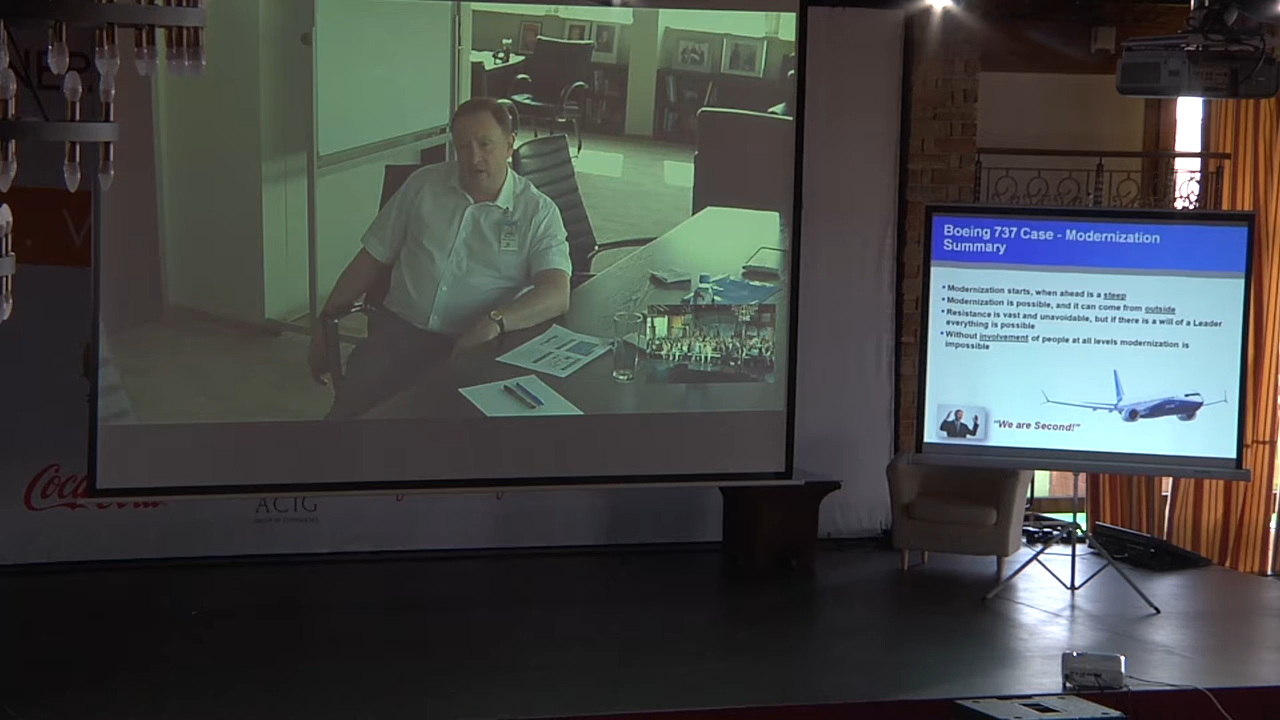 Boeing 737 Case - Modernization
Summary
Modernization starts, when ahead is a steep
Modernization is possible, and it can come from outside
Resistance is vast and unavoidable, but if there is a will of a Leader
everything is possible
Without involvement of people at all levels modernization is
impossible
"We are Second!"
Coca-Cola
ACIG